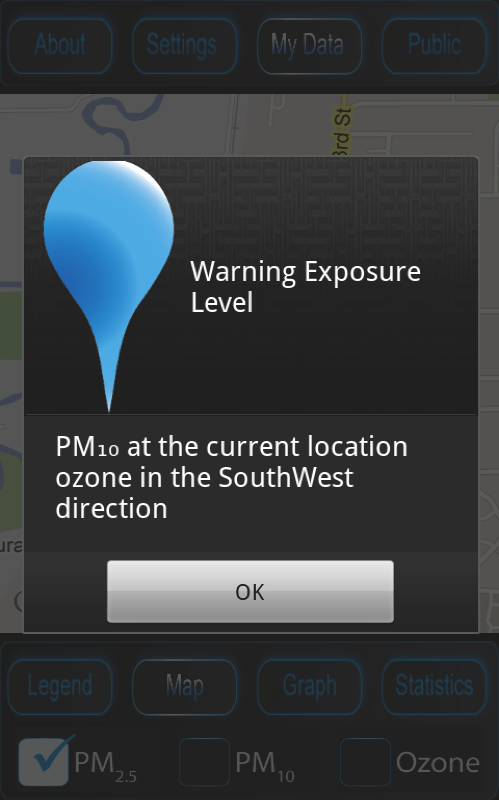 About Settings My Data Public
3rd St
Warning Exposure
Level
PM₁₀ at the current location
ozone in the SouthWest
direction
OK
Legend Map Graph Statistics
PM2.5 PM10 Ozone